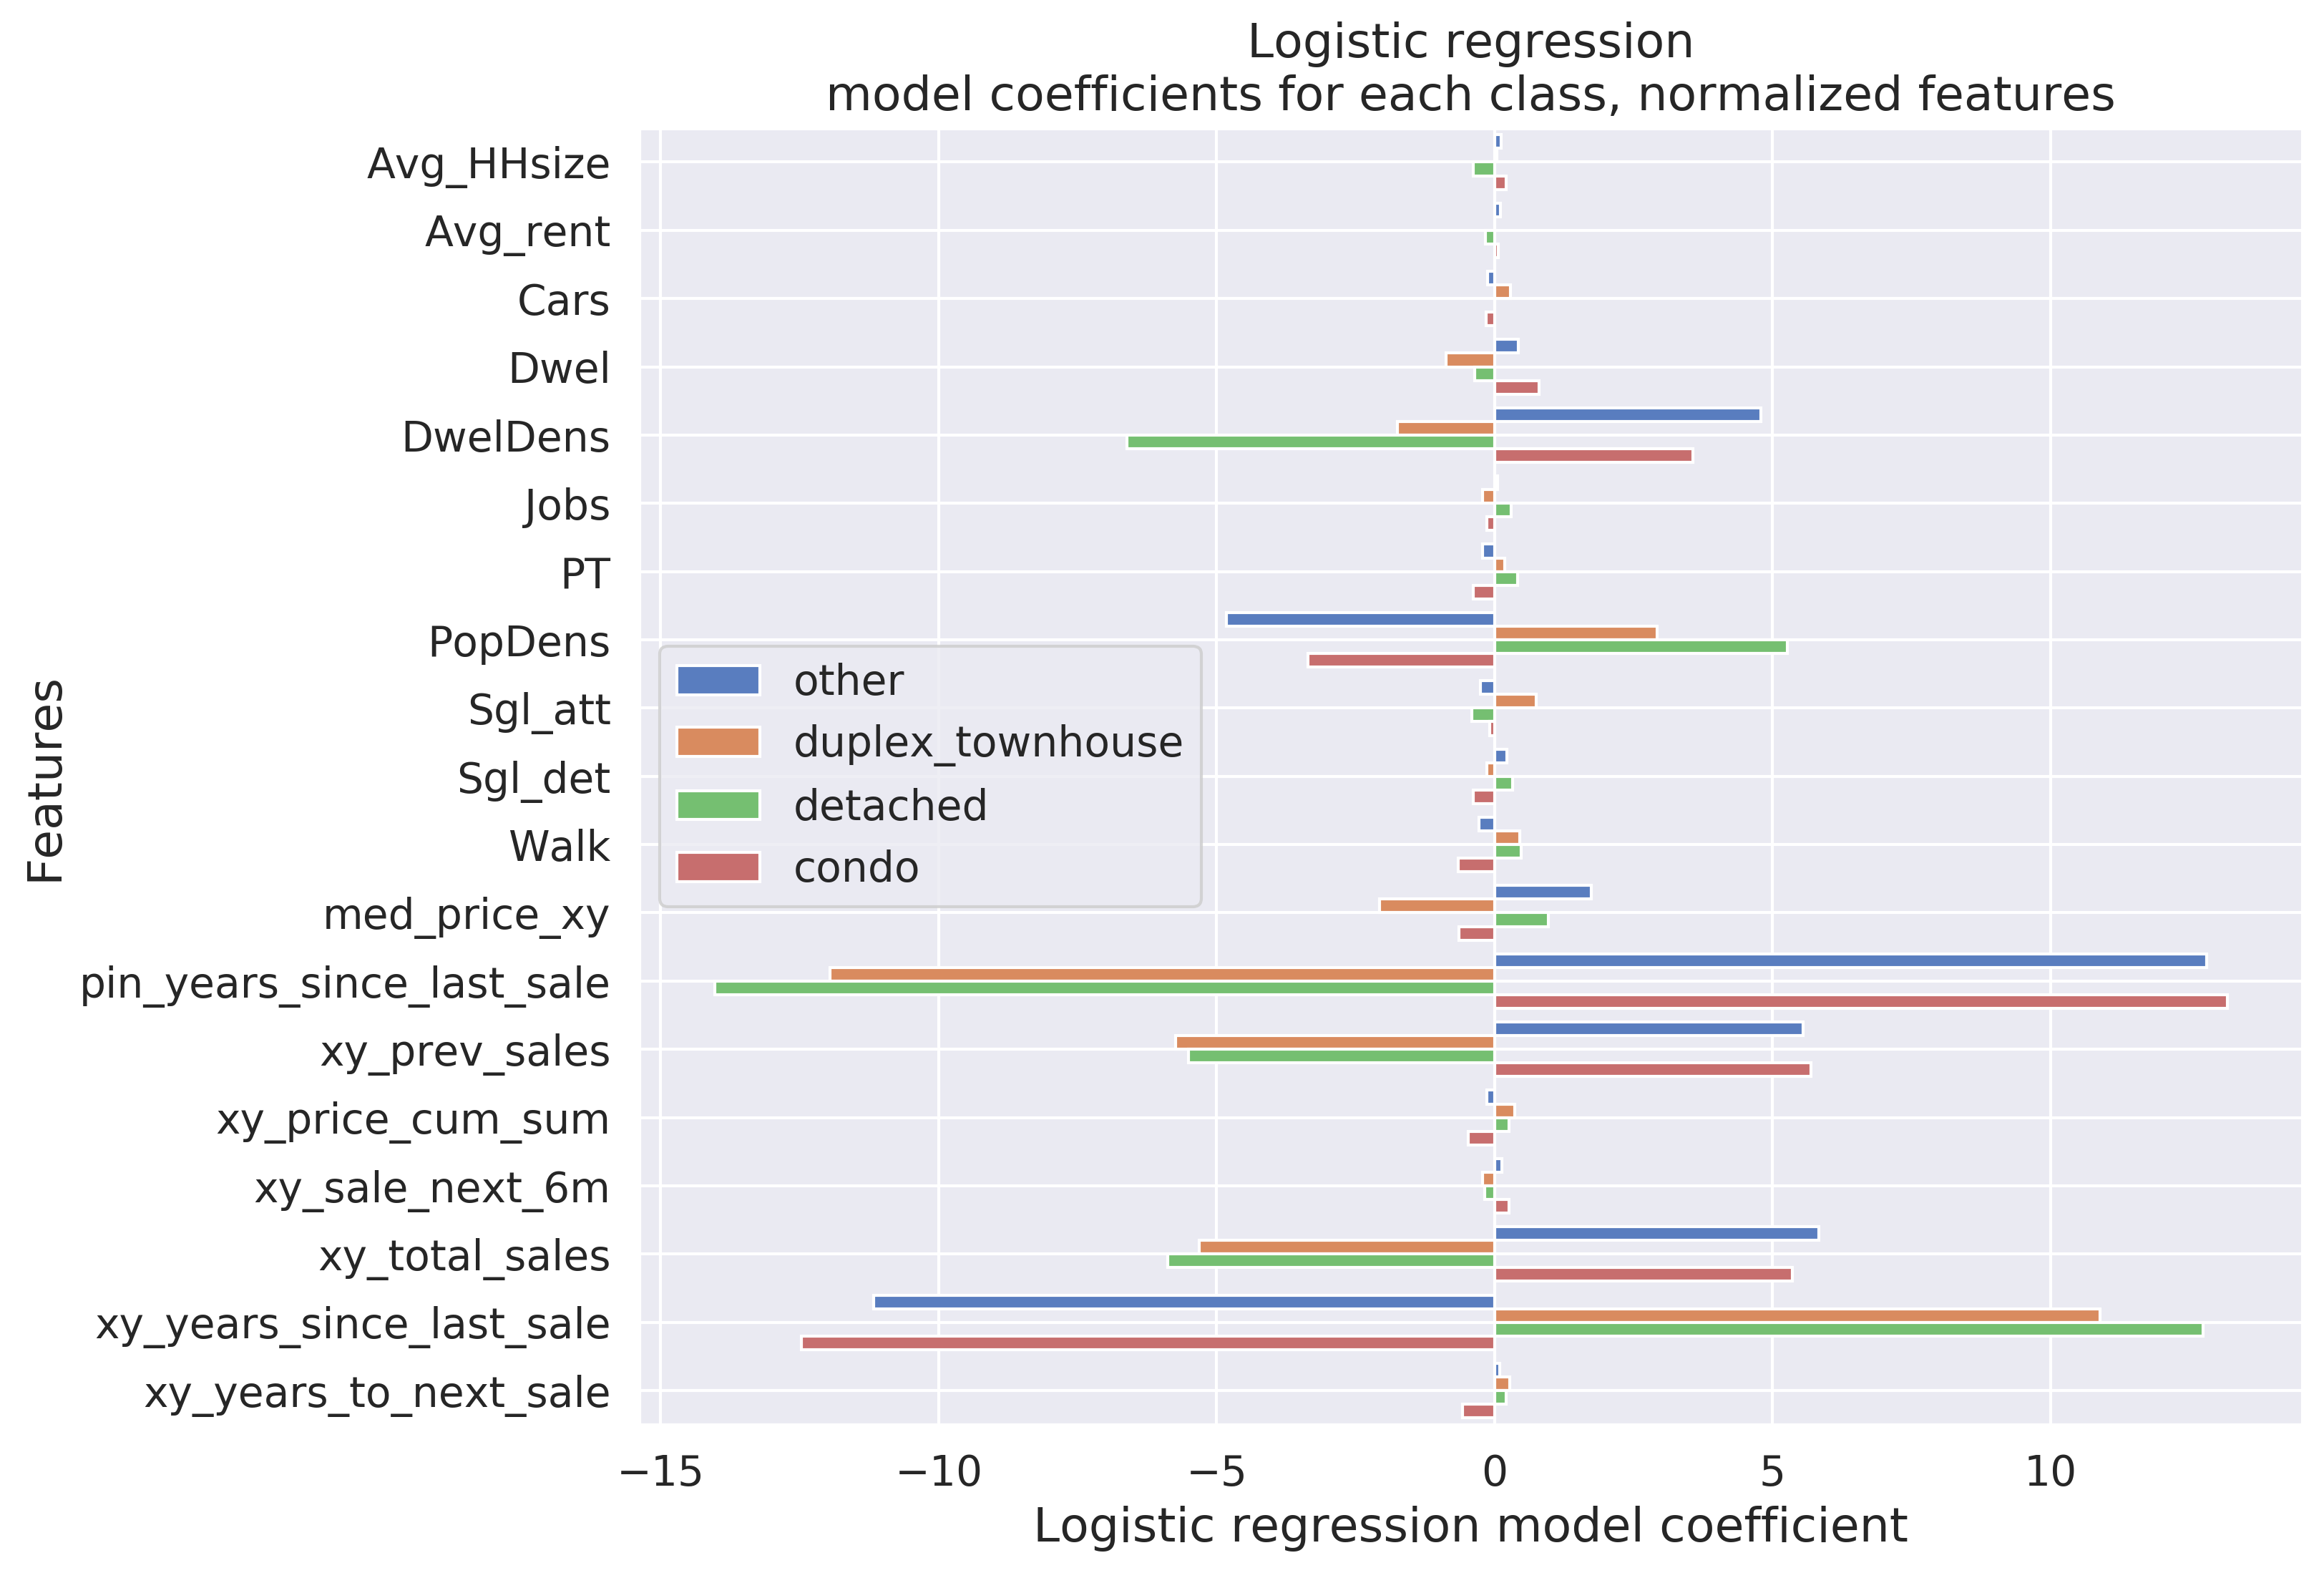 Logistic regression
model coefficients for each class, normalized features
Features
Avg_HHsize
Avg_rent
Cars
Dwel
DwelDens
Jobs
PT
PopDens
Sgl_att
Sgl_det
Walk
med_price_xy
pin_years_since_last_sale
xy_prev_sales
xy_price_cum_sum
xy_sale_next_6m
xy_total_sales
xy_years_since_last_sale
xy_years_to_next_sale
other
duplex_townhouse
detached
condo
−15 −10 −5 0 5 10
Logistic regression model coefficient